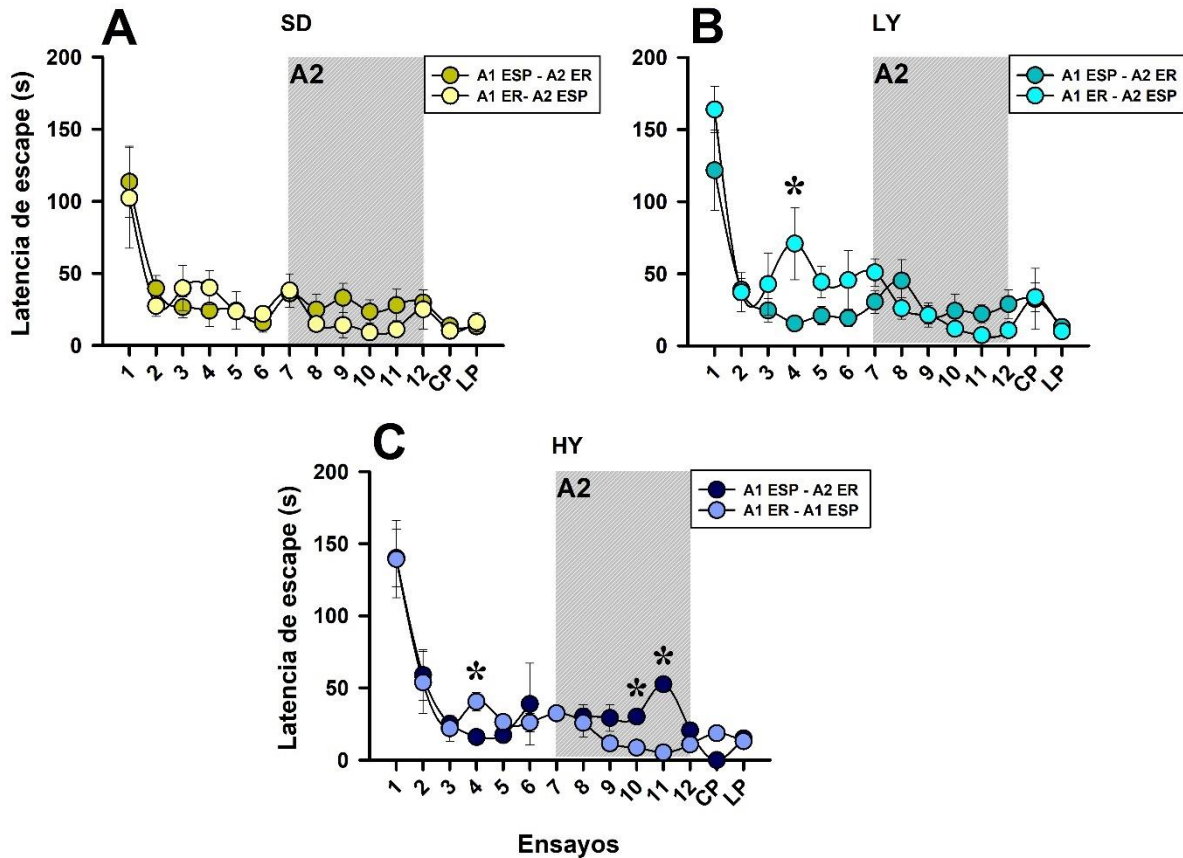 A
SD
Latencia de escape (s)
200
150
100
50
0
A2
A1 ESP - A2 ER
A1 ER- A2 ESP
1 2 3 4 5 6 7 8 9 10 11 12 CP LP
B
LY
200
150
100
50
0
A2
A1 ESP - A2 ER
A1 ER - A2 ESP
*
1 2 3 4 5 6 7 8 9 10 11 12 CP LP
C
HY
Latencia de escape (s)
200
150
100
50
0
A2
A1 ESP - A2 ER
A1 ER - A1 ESP
* * *
1 2 3 4 5 6 7 8 9 10 11 12 CP LP
Ensayos